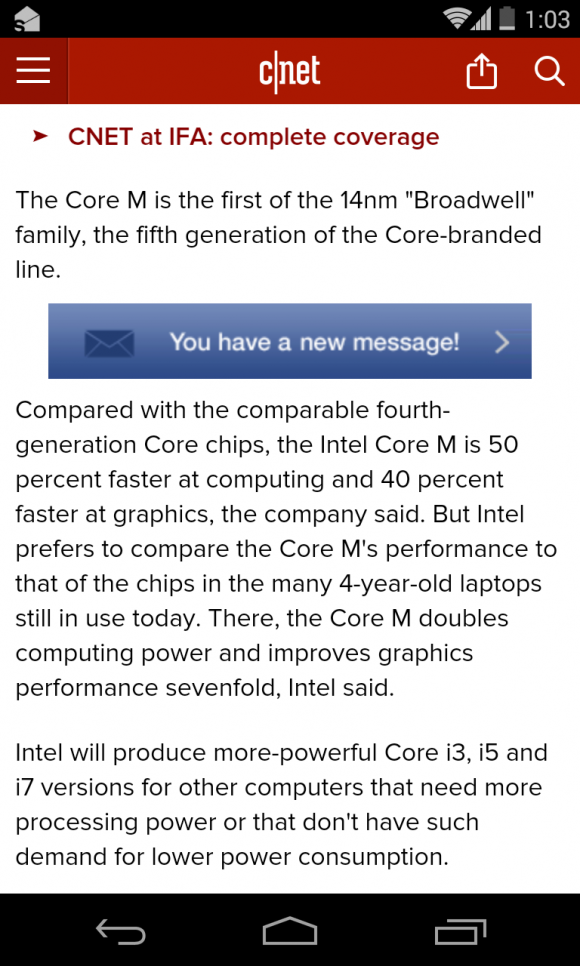 1:03
c|net
➤ CNET at IFA: complete coverage
The Core M is the first of the 14nm "Broadwell"
family, the fifth generation of the Core-branded
line.
You have a new message!
Compared with the comparable fourth-
generation Core chips, the Intel Core M is 50
percent faster at computing and 40 percent
faster at graphics, the company said. But Intel
prefers to compare the Core M's performance to
that of the chips in the many 4-year-old laptops
still in use today. There, the Core M doubles
computing power and improves graphics
performance sevenfold, Intel said.
Intel will produce more-powerful Core i3, i5 and
i7 versions for other computers that need more
processing power or that don't have such
demand for lower power consumption.